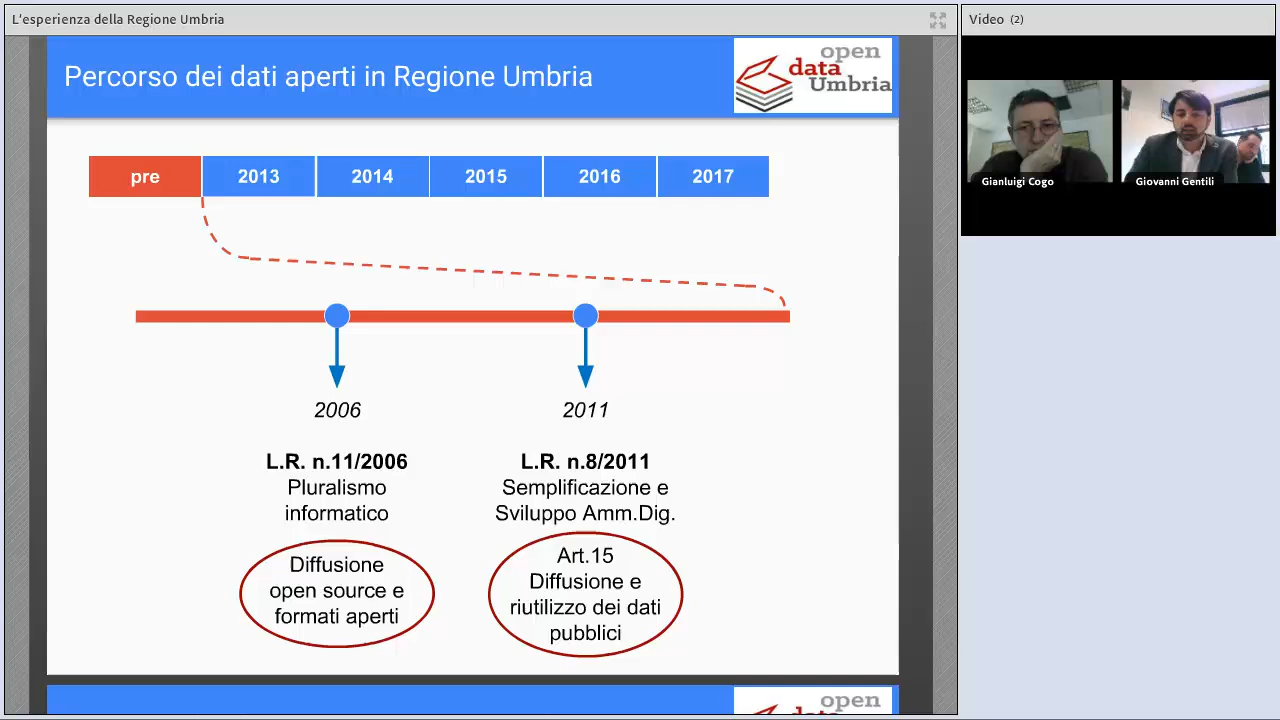 L'esperienza della Regione Umbria
Video (2)
Percorso dei dati aperti in Regione Umbria
open
data
Umbria
Gianluigi Cogo
Giovanni Gentili
pre
2013
2014
2015
2016
2017
2006
2011
L.R. n.11/2006
Pluralismo
informatico
L.R. n.8/2011
Semplificazione e
Sviluppo Amm.Dig.
Diffusione
open source e
formati aperti
Art.15
Diffusione e
riutilizzo dei dati
pubblici
open
data